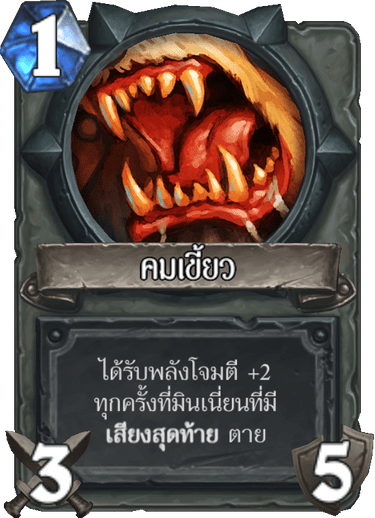 1
คมเขี้ยว
ได้รับพลังโจมตี +2
ทุกครั้งที่มินเนี่ยนที่มี
เสียงสุดท้าย ตาย
3
5